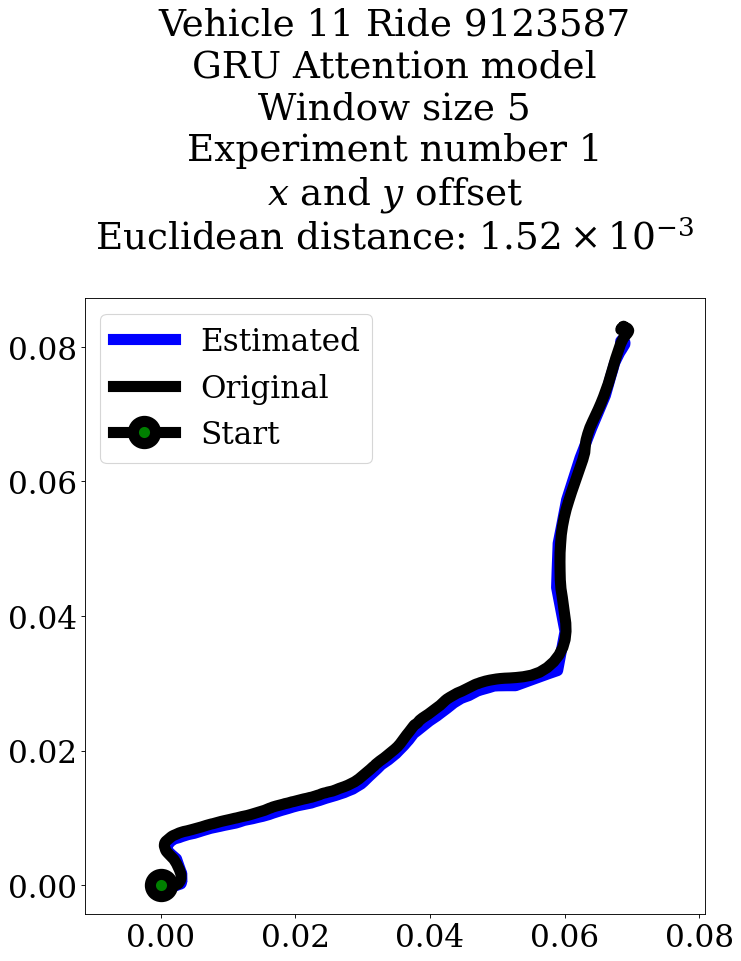 Vehicle 11 Ride 9123587
GRU Attention model
Window size 5
Experiment number 1
x and y offset
Euclidean distance: 1.52 × 10⁻³
Estimated
Original
Start
0.08
0.06
0.04
0.02
0.00
0.00 0.02 0.04 0.06 0.08